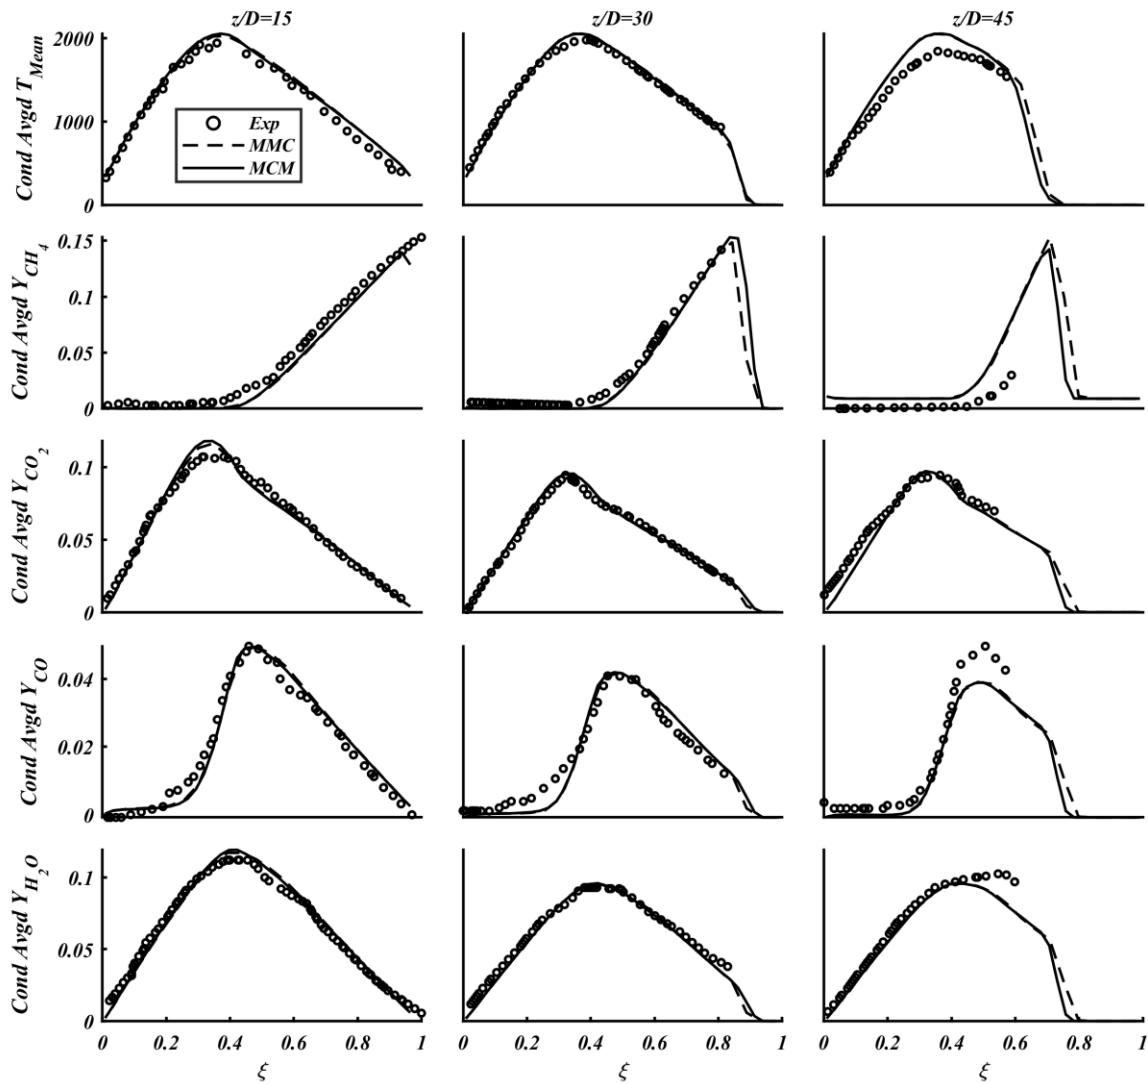 z/D=15 z/D=30 z/D=45
Cond Avgd T_Mean
2000
1000
0
Exp
MMC
MCM
Cond Avgd Y_CH_4
0.15
0.1
0.05
0
Cond Avgd Y_CO_2
0.1
0.05
0
Cond Avgd Y_CO
0.04
0.02
0
Cond Avgd Y_H_2O
0.1
0.05
0
0 0.2 0.4 0.6 0.8 1 0 0.2 0.4 0.6 0.8 1 0 0.2 0.4 0.6 0.8 1
ξ ξ ξ